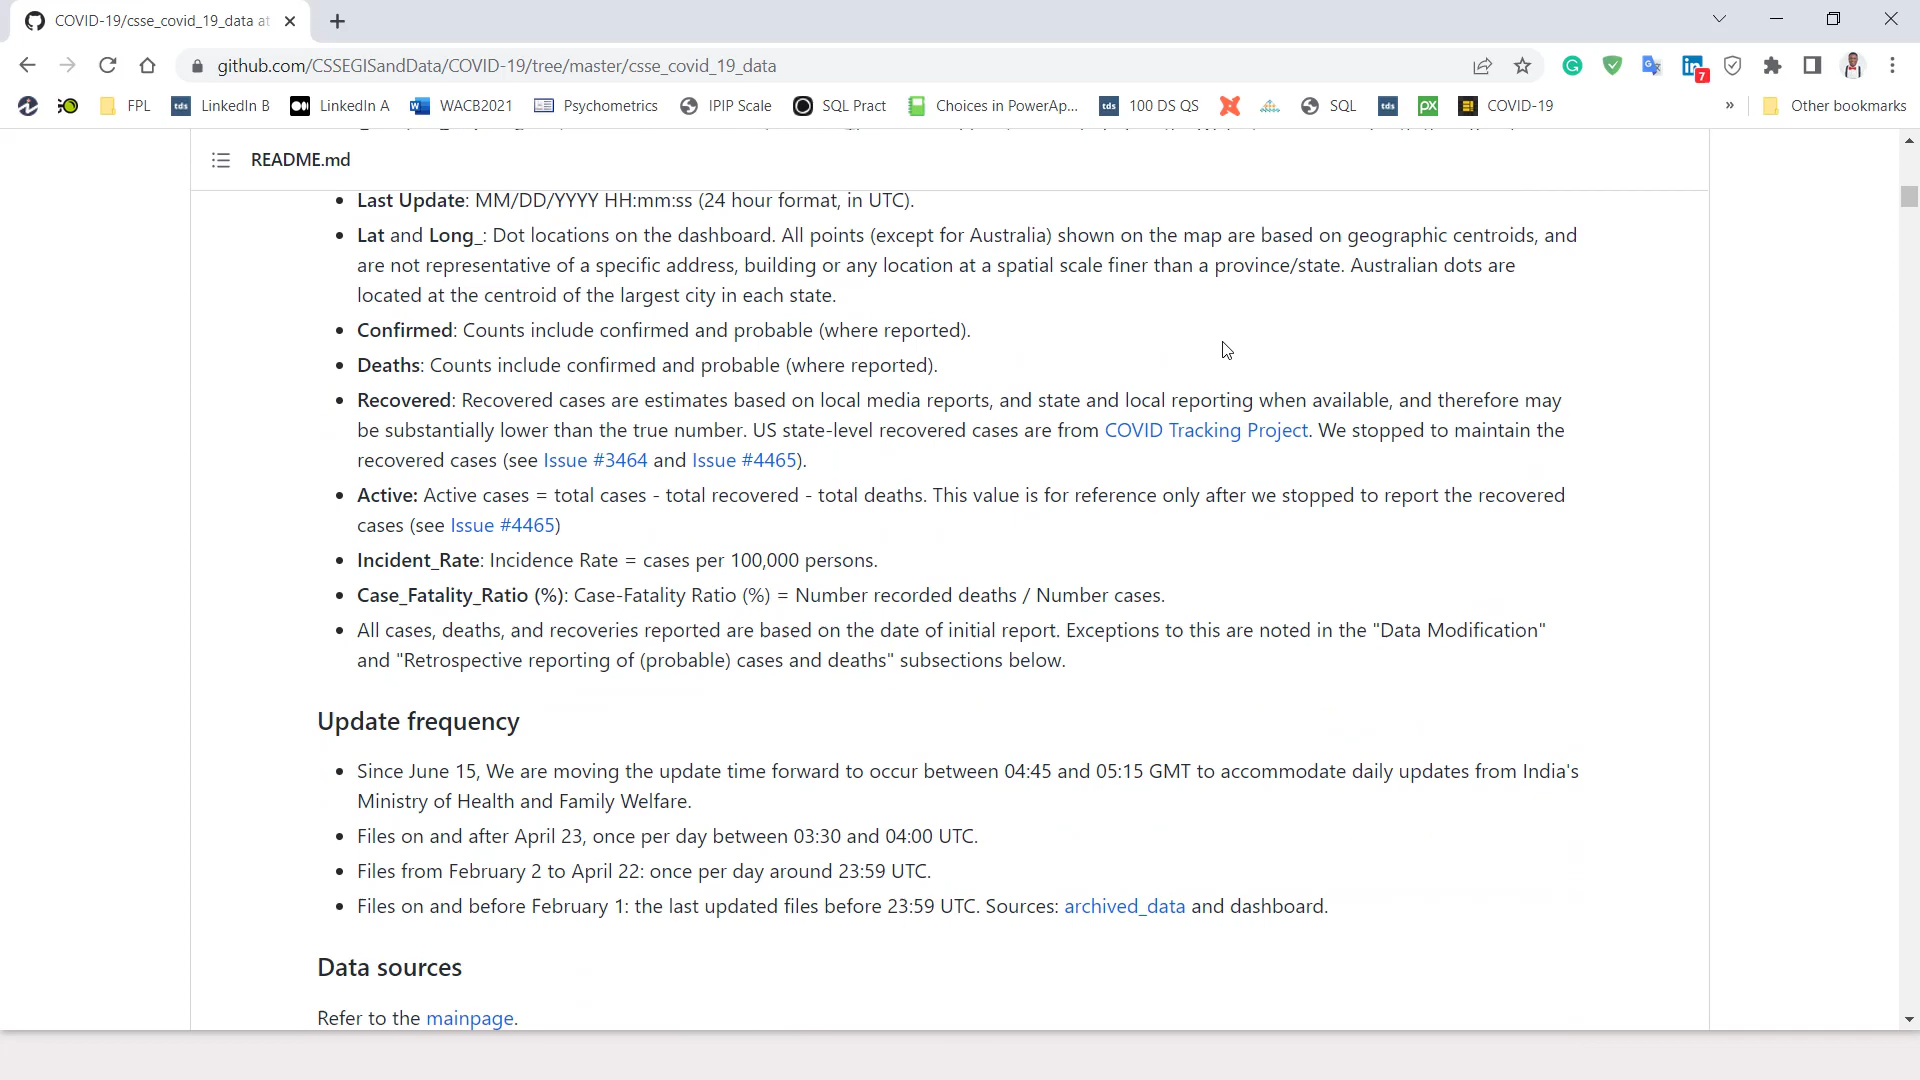 COVID-19/csse_covid_19_data at
github.com/CSSEGISandData/COVID-19/tree/master/csse_covid_19_data
7
FPL
tds LinkedIn B
LinkedIn A
WACB2021
Psychometrics
IPIP Scale
SQL Pract
Choices in PowerAp...
tds 100 DS QS
SQL
tds
px
COVID-19
»
Other bookmarks
README.md
• Last Update: MM/DD/YYYY HH:mm:ss (24 hour format, in UTC).
• Lat and Long_: Dot locations on the dashboard. All points (except for Australia) shown on the map are based on geographic centroids, and
are not representative of a specific address, building or any location at a spatial scale finer than a province/state. Australian dots are
located at the centroid of the largest city in each state.
• Confirmed: Counts include confirmed and probable (where reported).
• Deaths: Counts include confirmed and probable (where reported).
• Recovered: Recovered cases are estimates based on local media reports, and state and local reporting when available, and therefore may
be substantially lower than the true number. US state-level recovered cases are from COVID Tracking Project. We stopped to maintain the
recovered cases (see Issue #3464 and Issue #4465).
• Active: Active cases = total cases - total recovered - total deaths. This value is for reference only after we stopped to report the recovered
cases (see Issue #4465)
• Incident_Rate: Incidence Rate = cases per 100,000 persons.
• Case_Fatality_Ratio (%): Case-Fatality Ratio (%) = Number recorded deaths / Number cases.
• All cases, deaths, and recoveries reported are based on the date of initial report. Exceptions to this are noted in the "Data Modification"
and "Retrospective reporting of (probable) cases and deaths" subsections below.
Update frequency
• Since June 15, We are moving the update time forward to occur between 04:45 and 05:15 GMT to accommodate daily updates from India's
Ministry of Health and Family Welfare.
• Files on and after April 23, once per day between 03:30 and 04:00 UTC.
• Files from February 2 to April 22: once per day around 23:59 UTC.
• Files on and before February 1: the last updated files before 23:59 UTC. Sources: archived_data and dashboard.
Data sources
Refer to the mainpage.